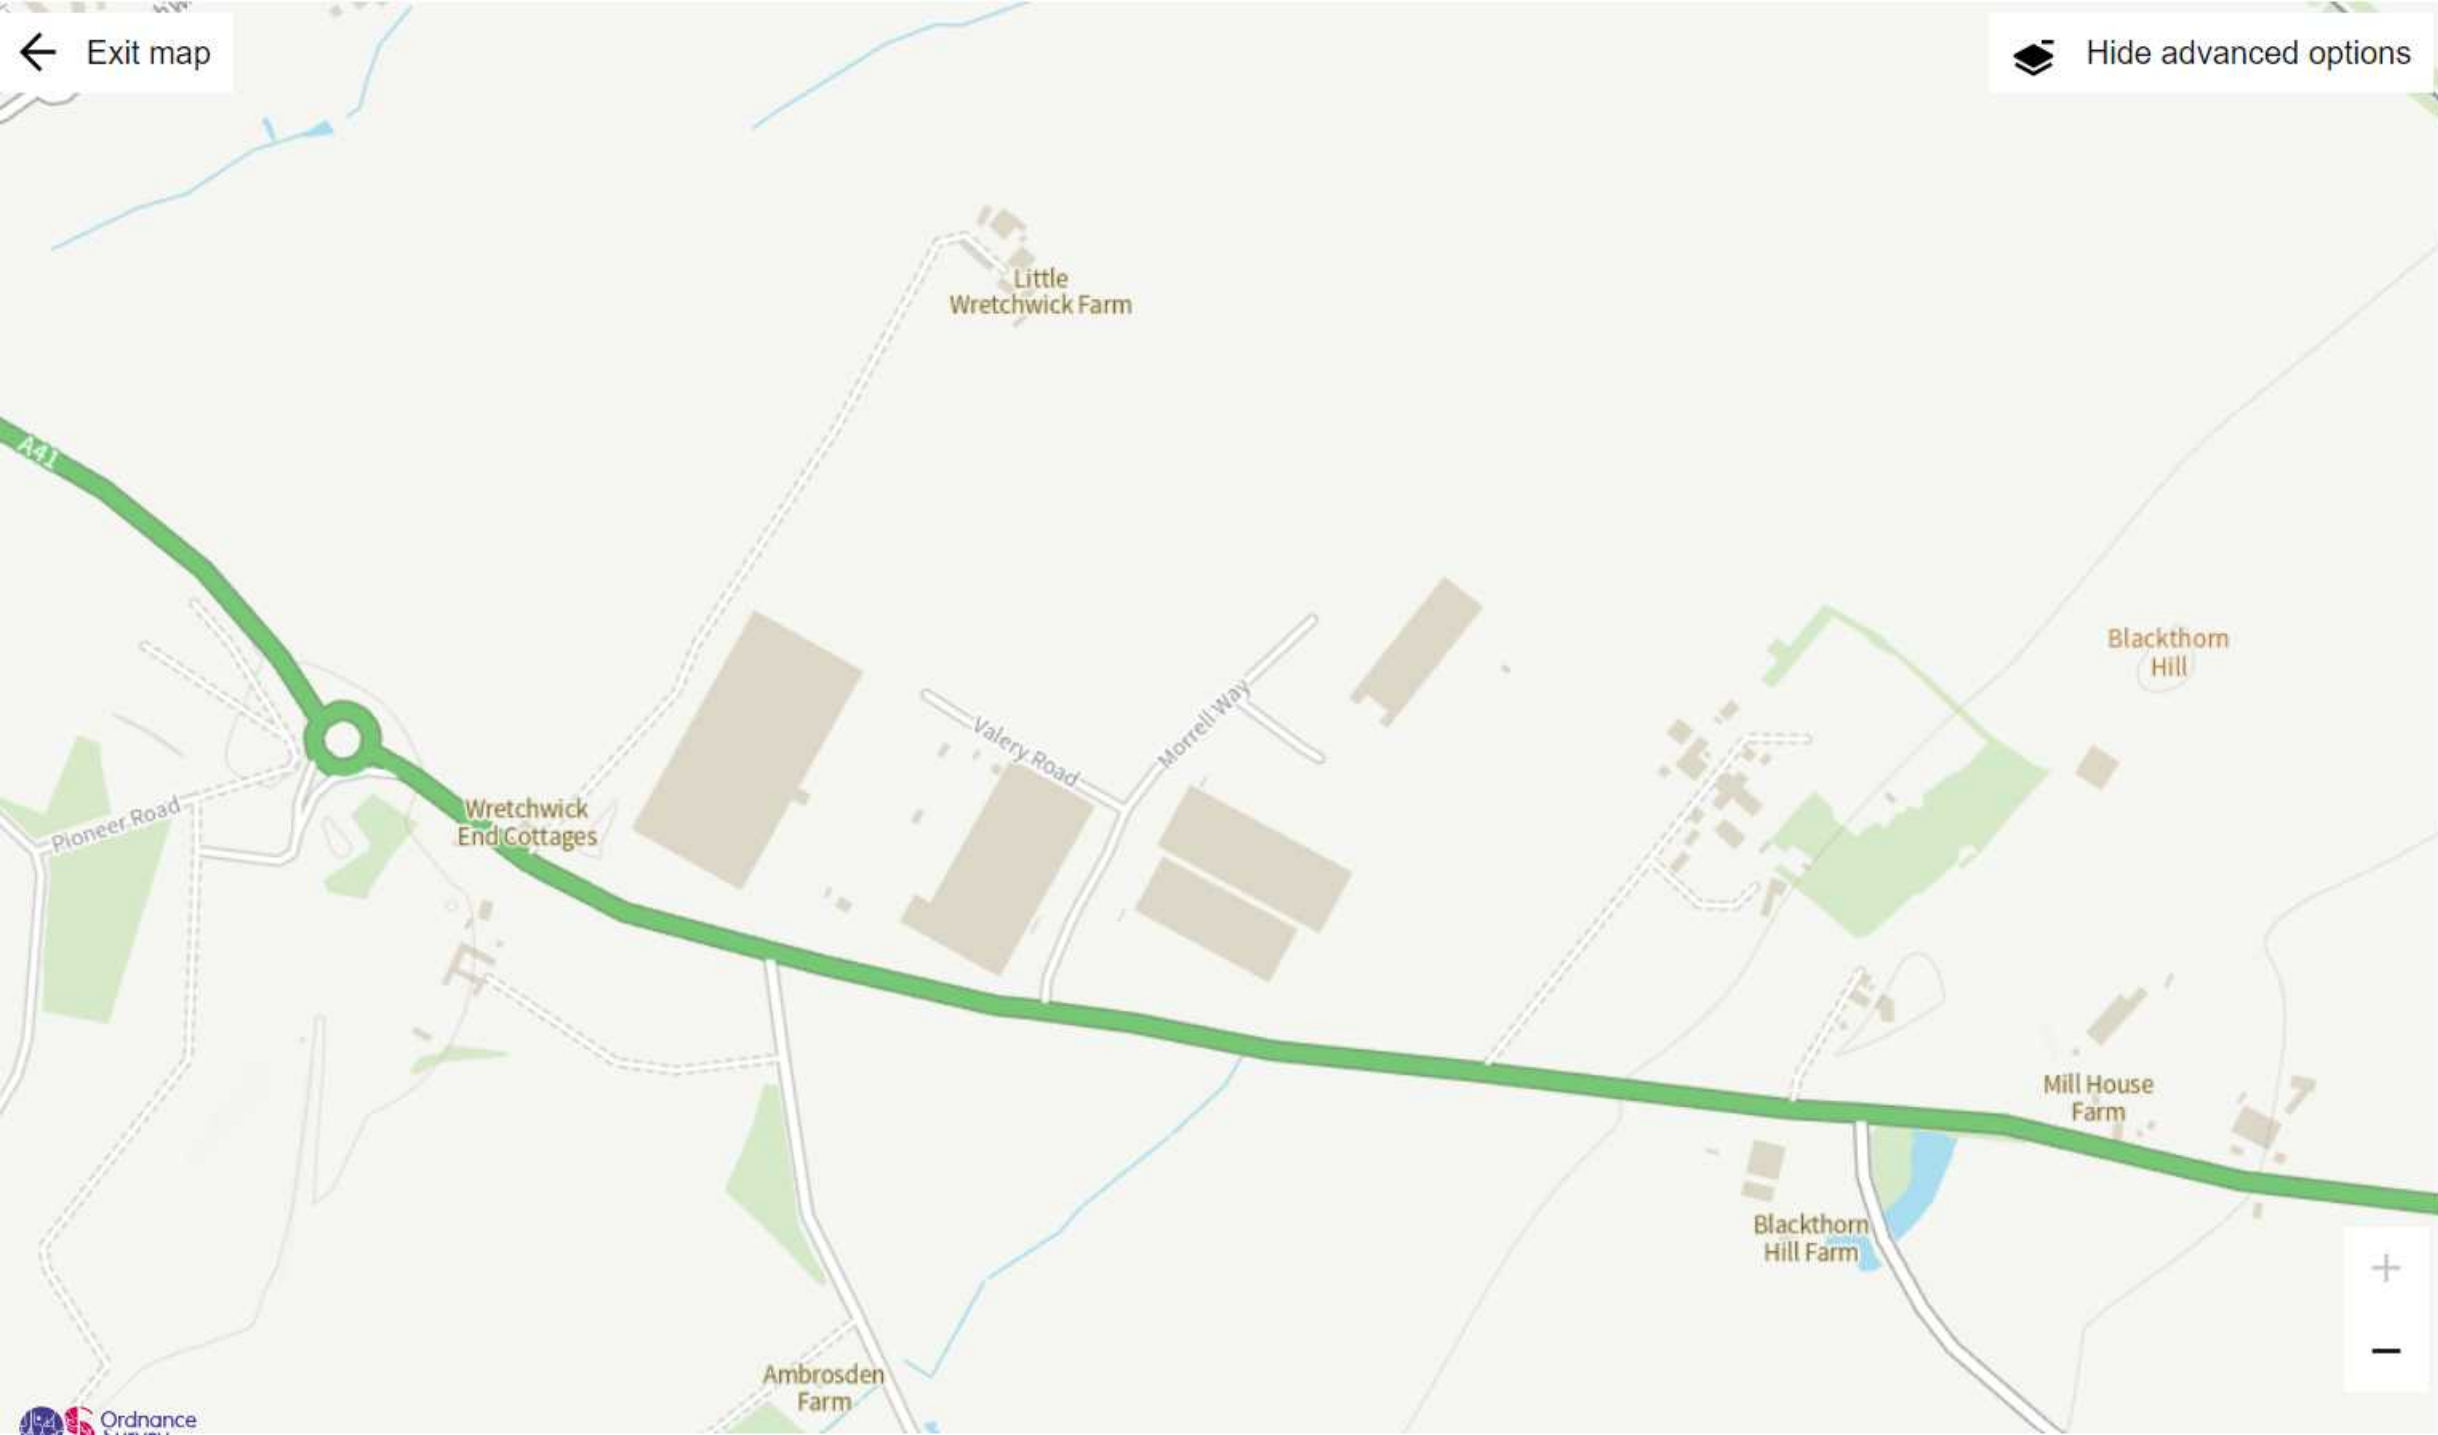 Exit map
Hide advanced options
Little
Wretchwick Farm
A41
Blackthorn
Hill
Valery Road
Morrell Way
Pioneer Road
Wretchwick
End Cottages
Mill House
Farm
Blackthorn
Hill Farm
Ambrosden
Farm
Ordnance